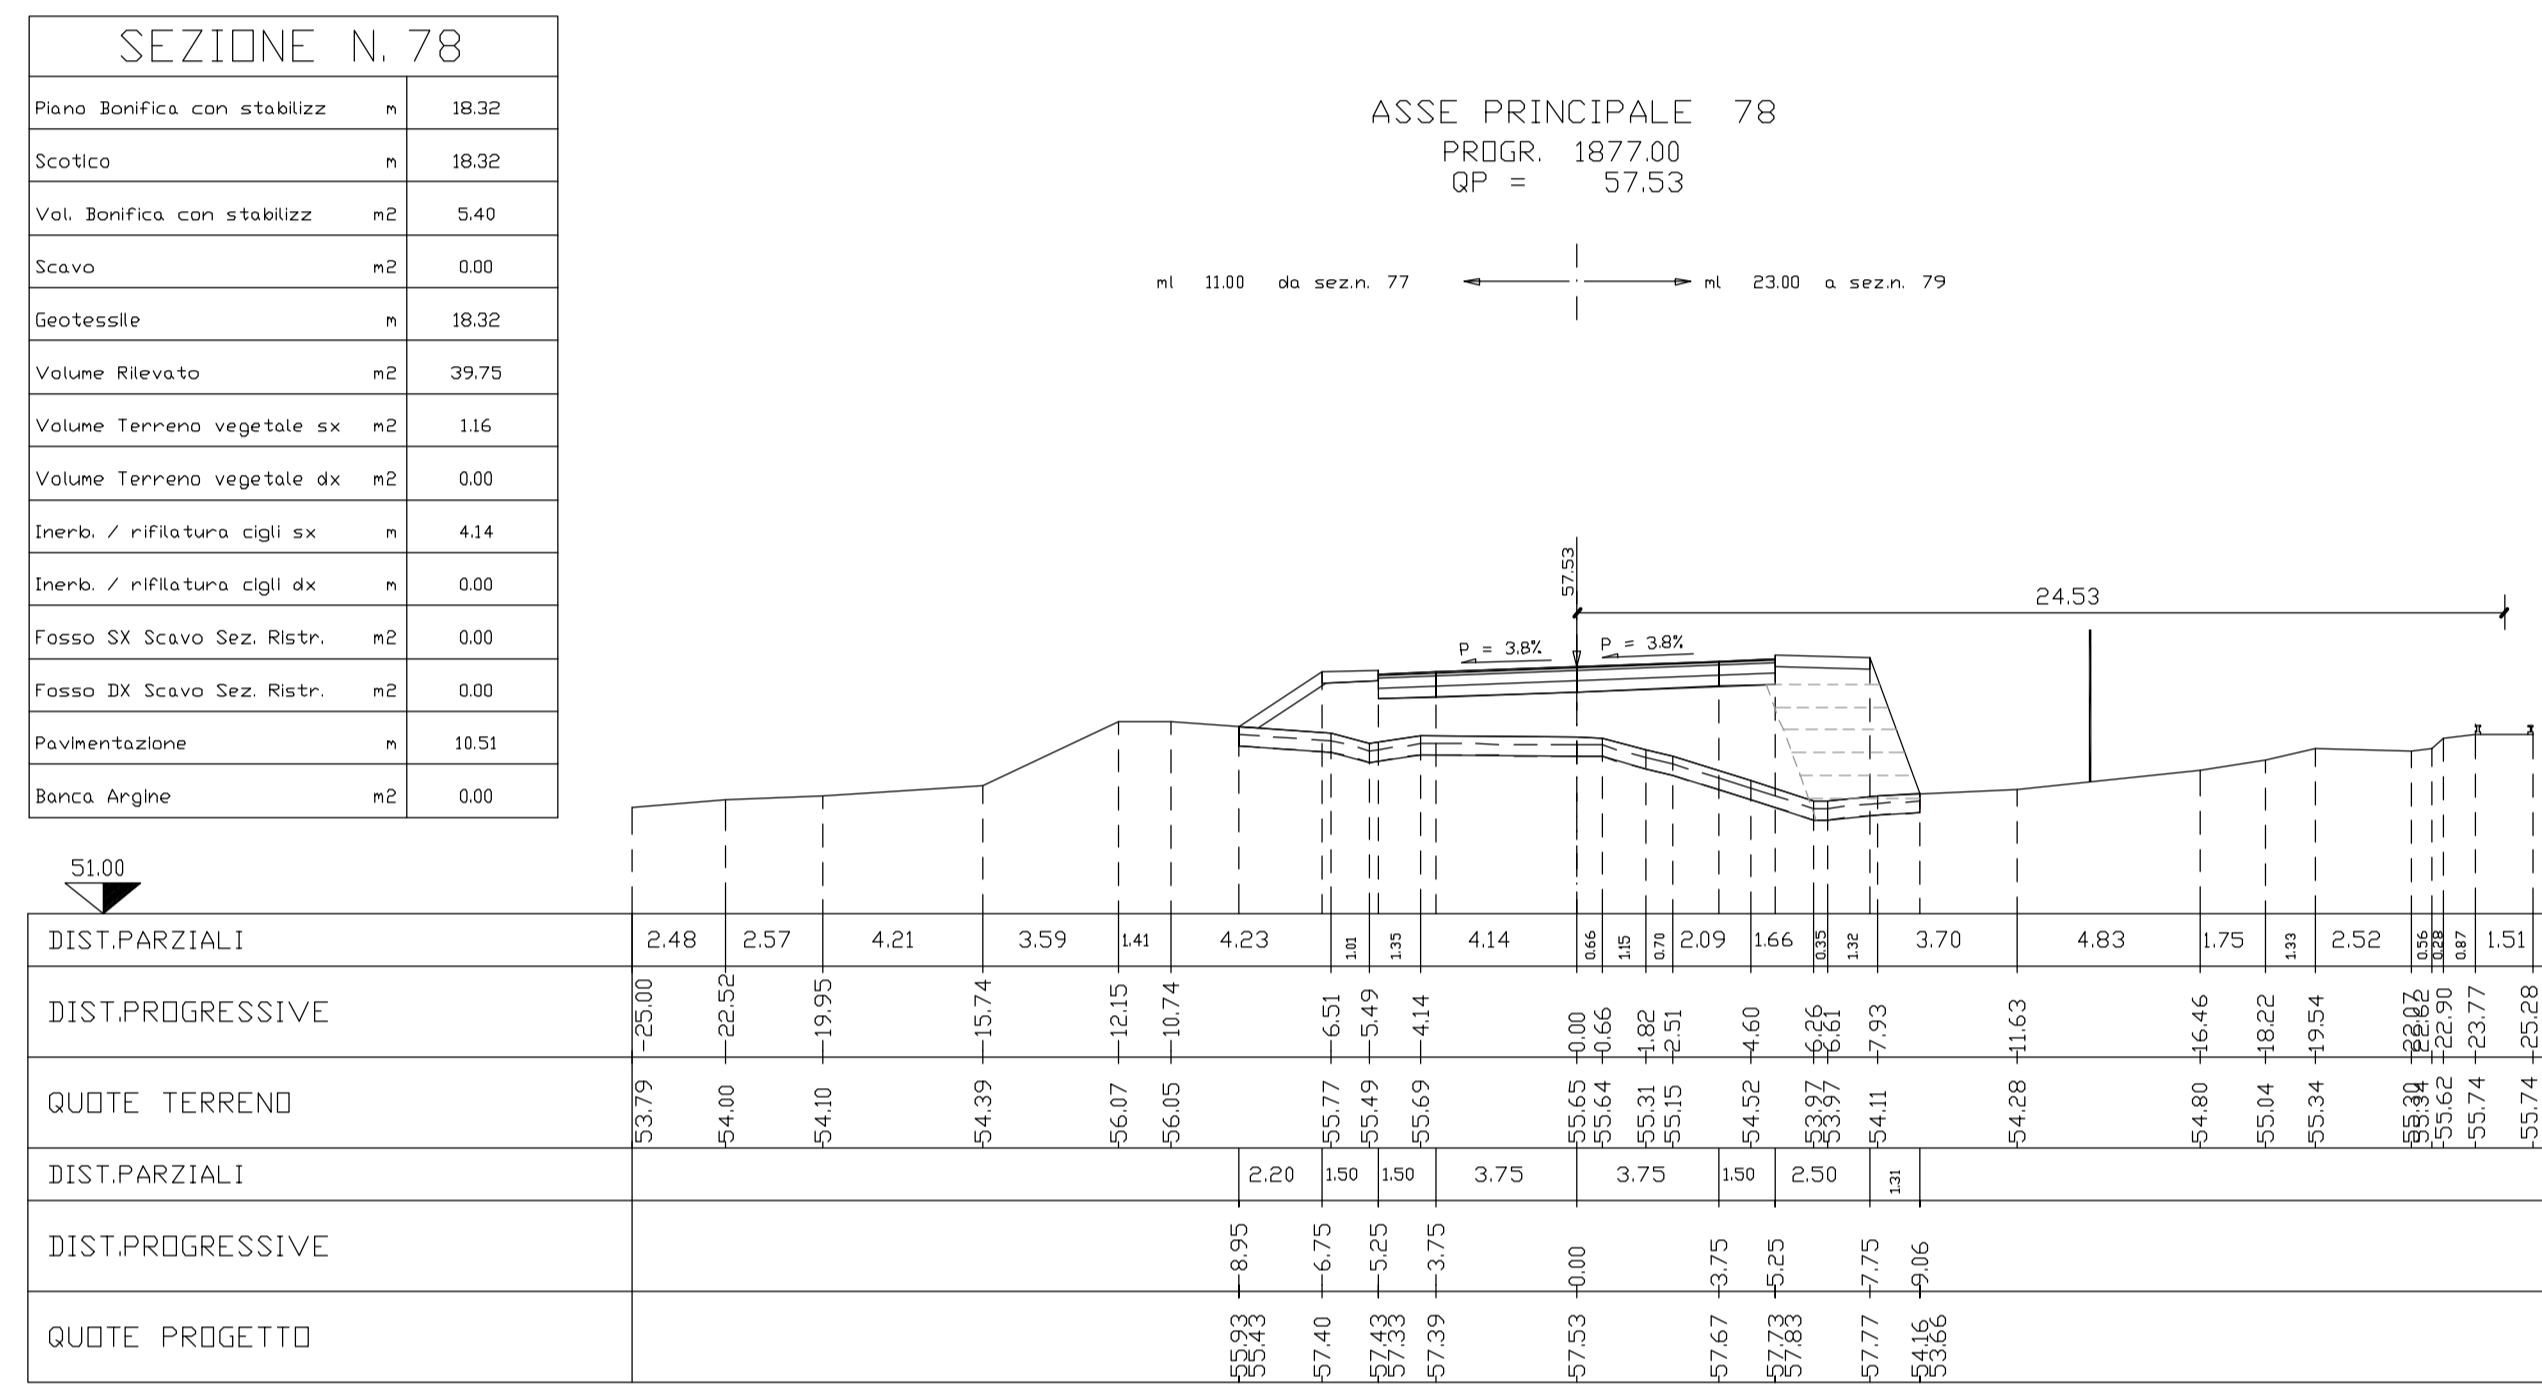 SEZIONE N. 78
Piano Bonifica con stabilizz m 18.32
Scotico m 18.32
Vol. Bonifica con stabilizz m2 5.40
Scavo m2 0.00
Geotessile m 18.32
Volume Rilevato m2 39.75
Volume Terreno vegetale sx m2 1.16
Volume Terreno vegetale dx m2 0.00
Inerb. / rifilatura cigli sx m 4.14
Inerb. / rifilatura cigli dx m 0.00
Fosso SX Scavo Sez. Ristr. m2 0.00
Fosso DX Scavo Sez. Ristr. m2 0.00
Pavimentazione m 10.51
Banca Argine m2 0.00
ASSE PRINCIPALE 78
PROGR. 1877.00
QP = 57.53
ml 11.00 da sez.n. 77 ml 23.00 a sez.n. 79
57.53
24.53
P = 3.8% P = 3.8%
51.00
DIST.PARZIALI 2.48 2.57 4.21 3.59 1.41 4.23 1.01 1.35 4.14 0.66 1.15 0.70 2.09 1.66 0.35 1.32 3.70 4.83 1.75 1.33 2.52 0.56 0.28 0.87 1.51
DIST.PROGRESSIVE -25.00 -22.52 -19.95 -15.74 -12.15 -10.74 -6.51 -5.49 -4.14 0.00 0.66 1.82 2.51 4.60 6.26 6.61 7.93 11.63 16.46 18.22 19.54 22.07 22.62 22.90 23.77 25.28
QUOTE TERRENO 53.79 54.00 54.10 54.39 56.07 56.05 55.77 55.49 55.69 55.65 55.64 55.31 55.15 54.52 53.97 53.97 54.11 54.28 54.80 55.04 55.34 55.30 55.34 55.62 55.74 55.74
DIST.PARZIALI 2.20 1.50 1.50 3.75 3.75 1.50 2.50 1.31
DIST.PROGRESSIVE -8.95 -6.75 -5.25 -3.75 0.00 3.75 5.25 7.75 9.06
QUOTE PROGETTO 55.93 55.43 57.40 57.43 57.33 57.39 57.53 57.67 57.73 57.83 57.77 54.16 53.66